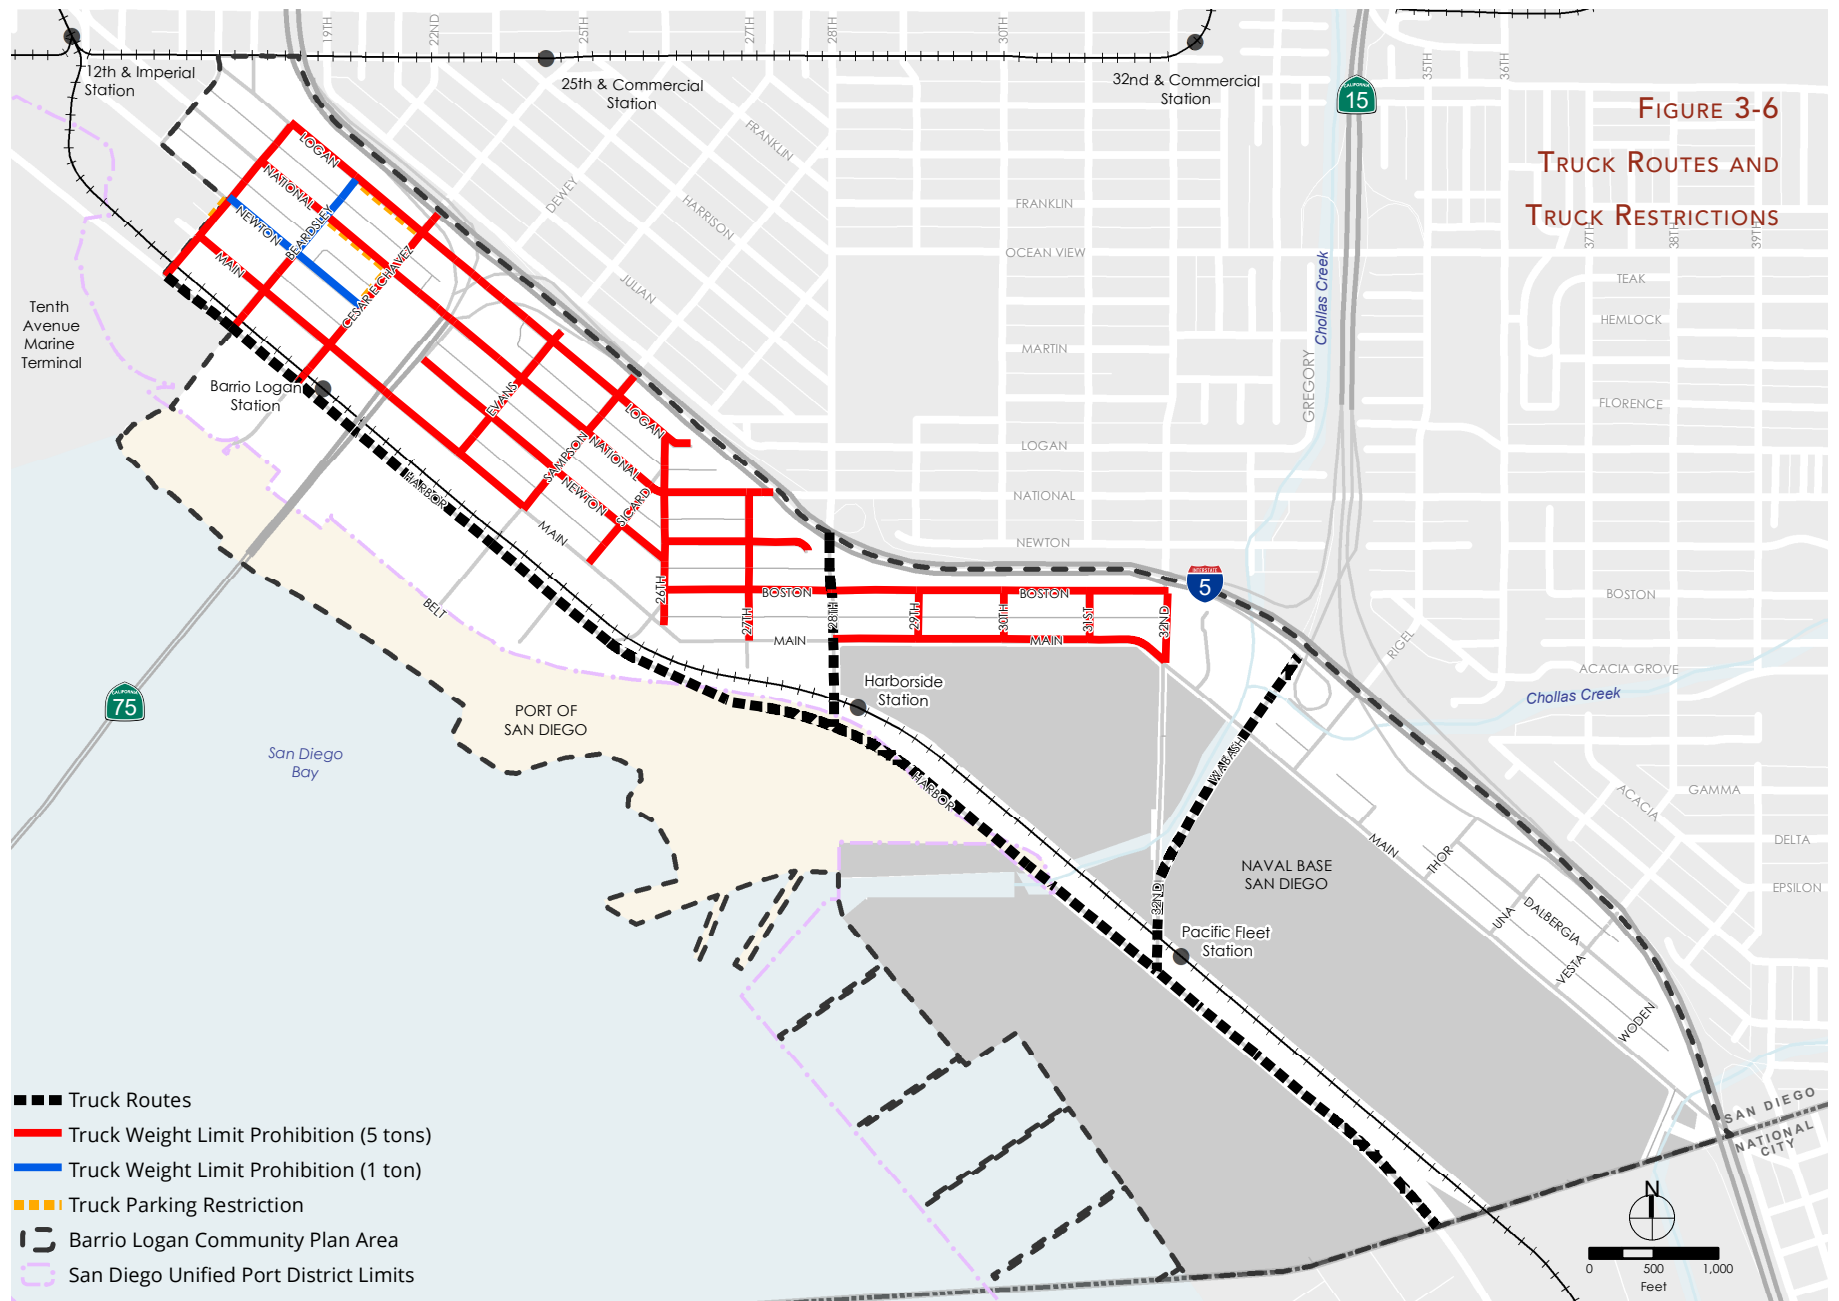 FIGURE 3-6
TRUCK ROUTES AND
TRUCK RESTRICTIONS
19TH
22ND
25TH
27TH
28TH
30TH
35TH
36TH
12th & Imperial
Station
25th & Commercial
Station
32nd & Commercial
Station
CALIFORNIA
15
FRANKLIN
DEWEY
HARRISON
JULIAN
FRANKLIN
OCEAN VIEW
MARTIN
LOGAN
NATIONAL
NEWTON
GREGORY
Chollas Creek
37TH
38TH
39TH
TEAK
HEMLOCK
FLORENCE
BOSTON
RIGEL
ACACIA GROVE
Chollas Creek
ACACIA
GAMMA
DELTA
EPSILON
LOGAN
NATIONAL
NEWTON
BEARDSLEY
MAIN
CESAR E CHAVEZ
Tenth
Avenue
Marine
Terminal
Barrio Logan
Station
EVANS
LOGAN
SAMPSON
NATIONAL
NEWTON
SICARD
HARBOR
MAIN
BELT
26TH
27TH
BOSTON
28TH
29TH
30TH
BOSTON
31ST
32ND
MAIN
MAIN
INTERSTATE
5
Harborside
Station
CALIFORNIA
75
PORT OF
SAN DIEGO
San Diego
Bay
HARBOR
WABASH
32ND
NAVAL BASE
SAN DIEGO
Pacific Fleet
Station
MAIN
THOR
UNA
DALBERGIA
VESTA
WODEN
SAN DIEGO
NATIONAL
CITY
Truck Routes
Truck Weight Limit Prohibition (5 tons)
Truck Weight Limit Prohibition (1 ton)
Truck Parking Restriction
Barrio Logan Community Plan Area
San Diego Unified Port District Limits
N
0 500 1,000
Feet